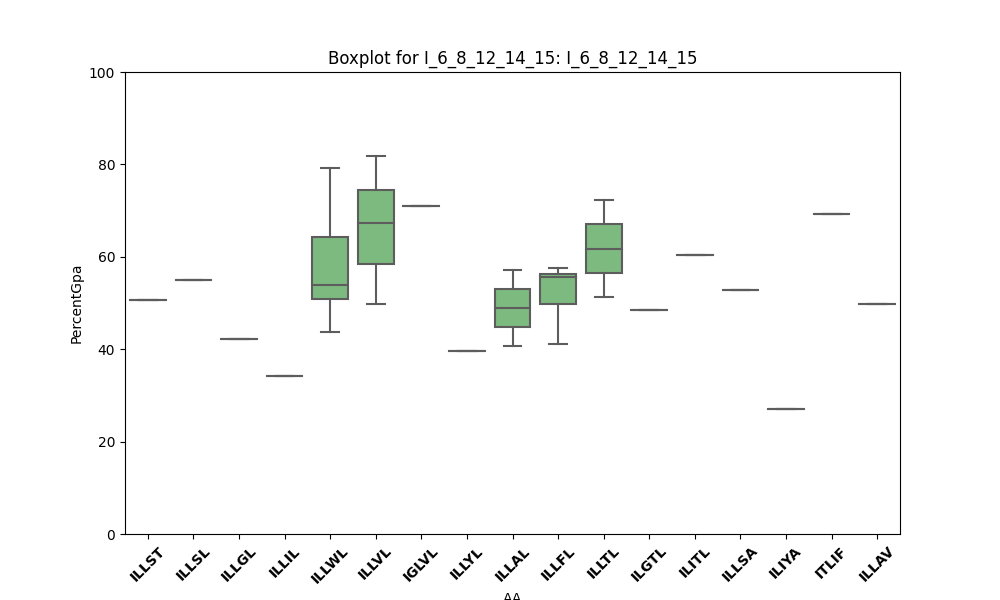 Boxplot for I_6_8_12_14_15: I_6_8_12_14_15
100
80
60
40
20
0
PercentGpa
ILLST ILLSL ILLGL ILLIL ILLWL ILLVL IGLVL ILLYL ILLAL ILLFL ILLTL ILGTL ILITL ILLSA ILIYA ITLIF ILLAV
AA